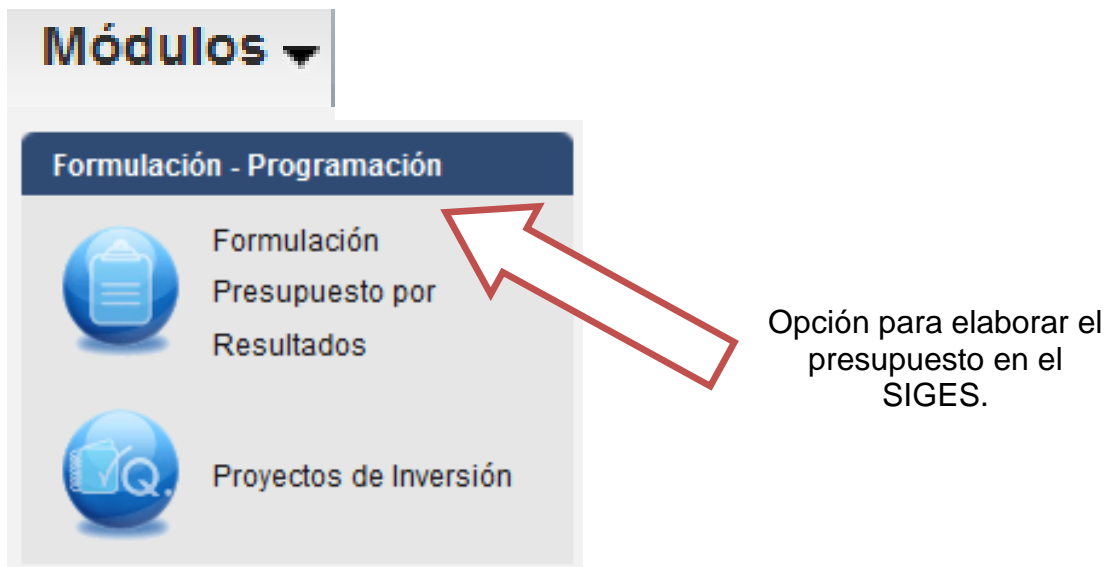 Módulos
Formulación - Programación
Formulación
Presupuesto por
Resultados
Proyectos de Inversión
Opción para elaborar el
presupuesto en el
SIGES.